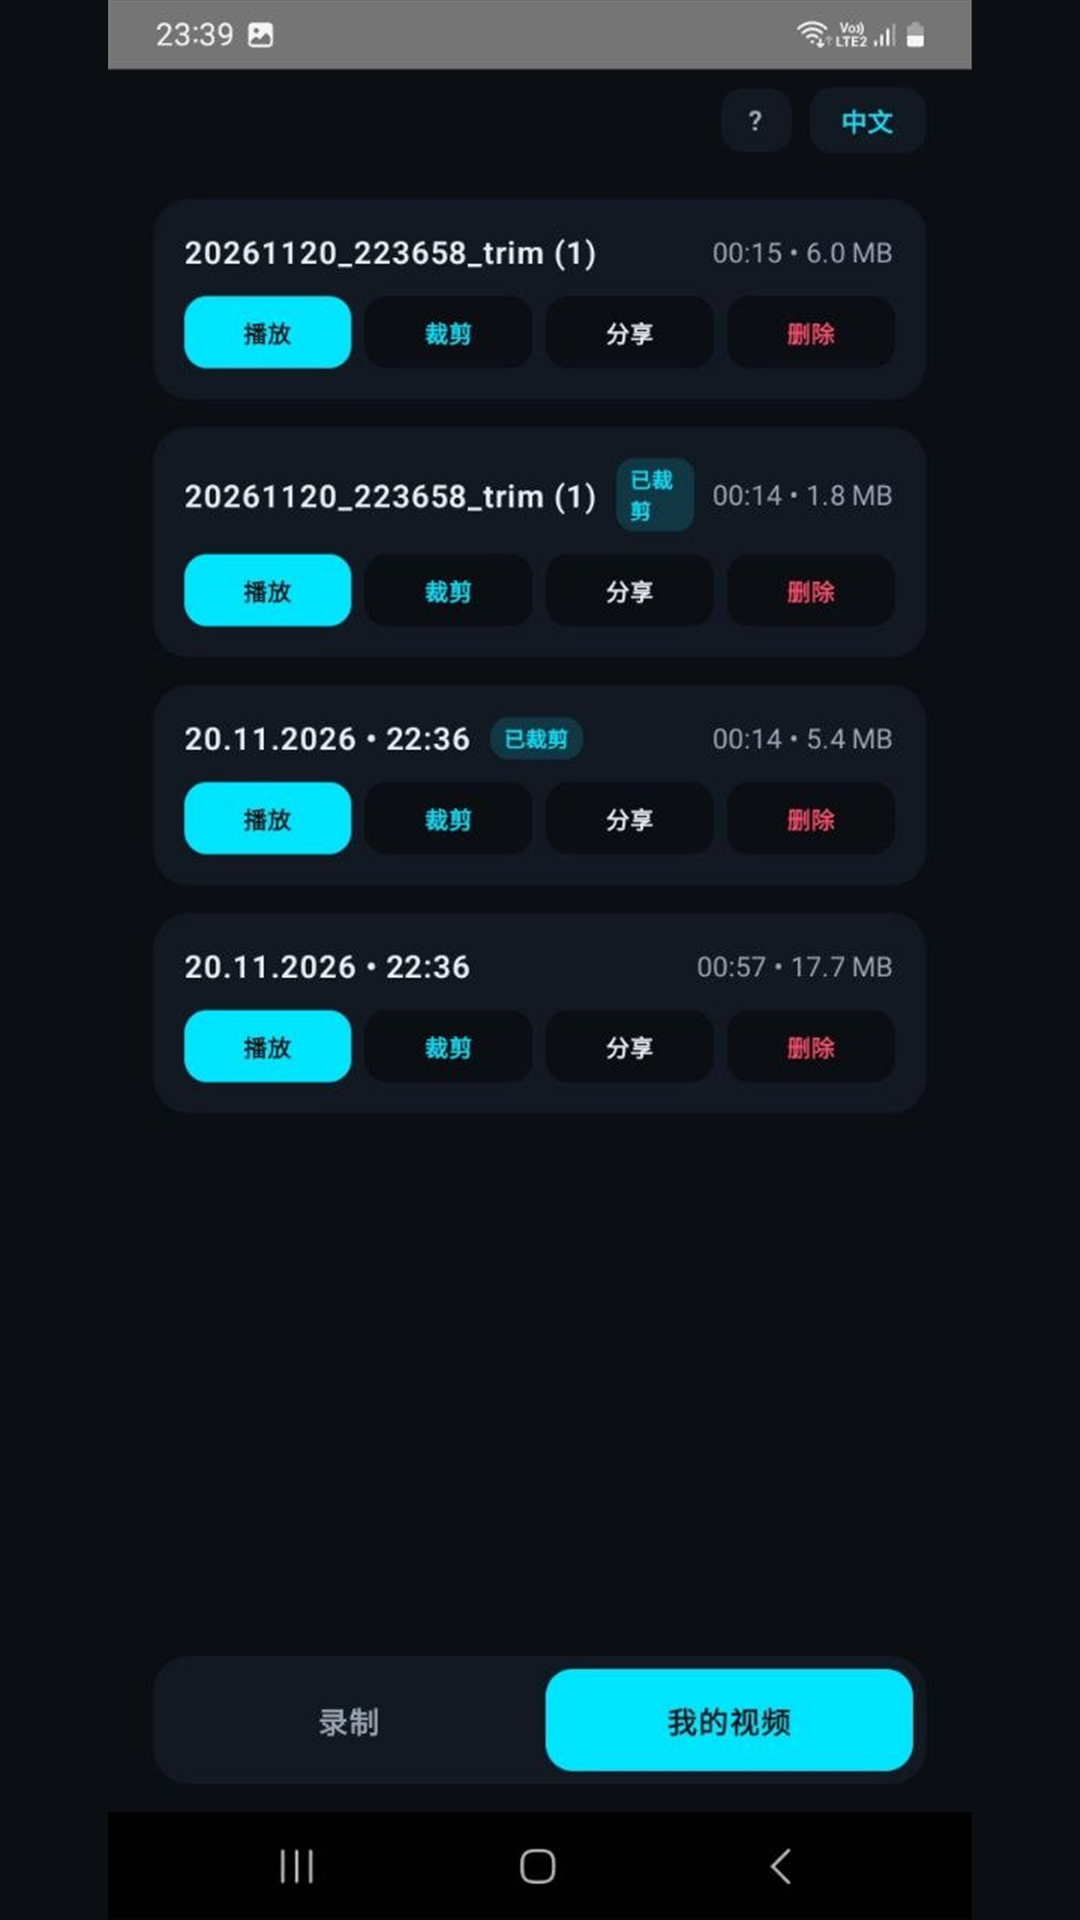 23:39 Vo)) LTE2
? 中文
20261120_223658_trim (1) 00:15 • 6.0 MB
播放 裁剪 分享 删除
20261120_223658_trim (1) 已裁剪 00:14 • 1.8 MB
播放 裁剪 分享 删除
20.11.2026 • 22:36 已裁剪 00:14 • 5.4 MB
播放 裁剪 分享 删除
20.11.2026 • 22:36 00:57 • 17.7 MB
播放 裁剪 分享 删除
录制 我的视频